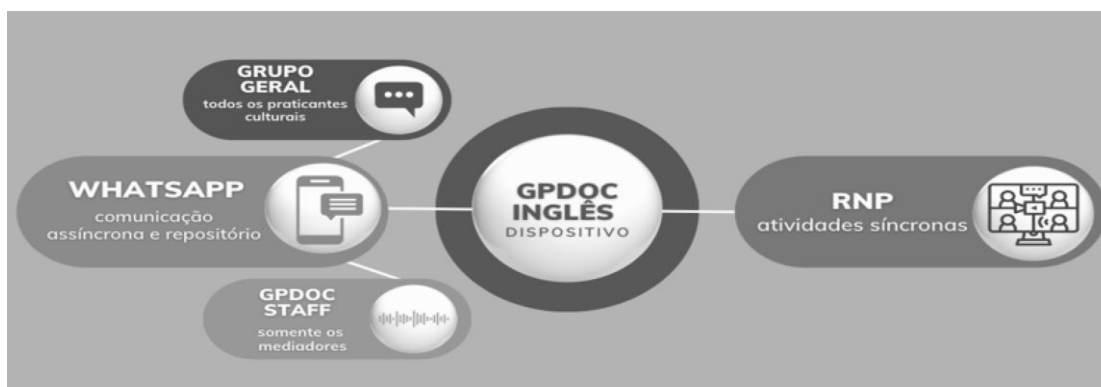 GRUPO
GERAL
todos os praticantes
culturais
WHATSAPP
comunicação
assíncrona e repositório
GPDOC
STAFF
somente os
mediadores
GPDOC
INGLÊS
DISPOSITIVO
RNP
atividades síncronas